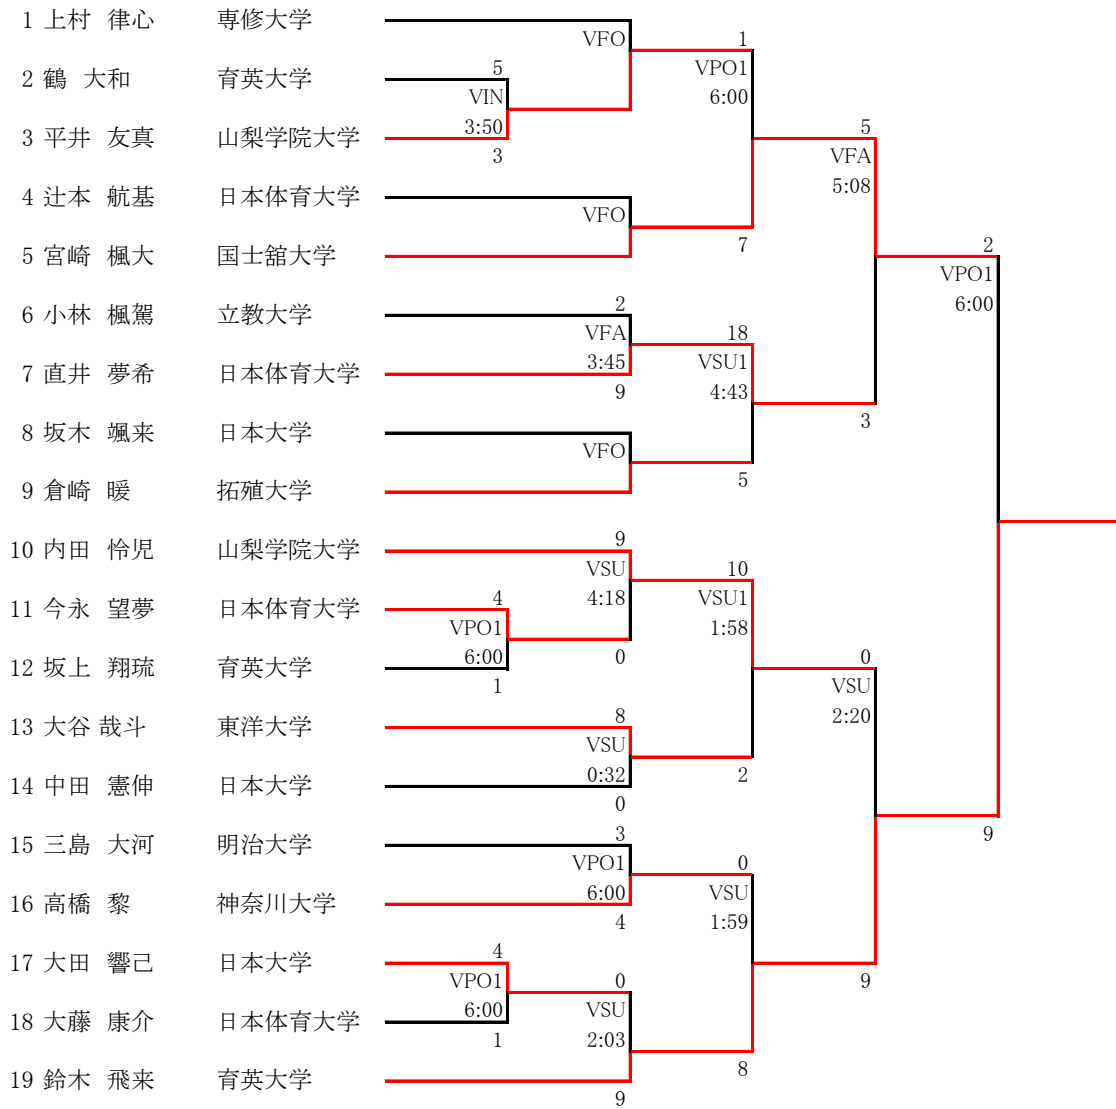 1 上村 律心 専修大学
VFO 1
5 VPO1
2 鶴 大和 育英大学
VIN 6:00
3:50 5
3 平井 友真 山梨学院大学
3 VFA
5:08
4 辻本 航基 日本体育大学
VFO
7 2
5 宮崎 楓大 国士舘大学
VPO1
2 6:00
6 小林 楓駕 立教大学
VFA 18
3:45 VSU1
7 直井 夢希 日本体育大学
9 4:43
3
8 坂木 颯来 日本大学
VFO
5
9 倉崎 暖 拓殖大学
9
10 内田 怜児 山梨学院大学
VSU 10
4:18 VSU1
4
11 今永 望夢 日本体育大学
VPO1 1:58
6:00 0 0
12 坂上 翔琉 育英大学
1 VSU
8 2:20
13 大谷 哉斗 東洋大学
VSU
0:32 2
14 中田 憲伸 日本大学
0
3 9
15 三島 大河 明治大学
VPO1 0
6:00 VSU
16 高橋 黎 神奈川大学
4 1:59
4
17 大田 響己 日本大学
VPO1 0 9
6:00 VSU
18 大藤 康介 日本体育大学
1 2:03
8
19 鈴木 飛来 育英大学
9